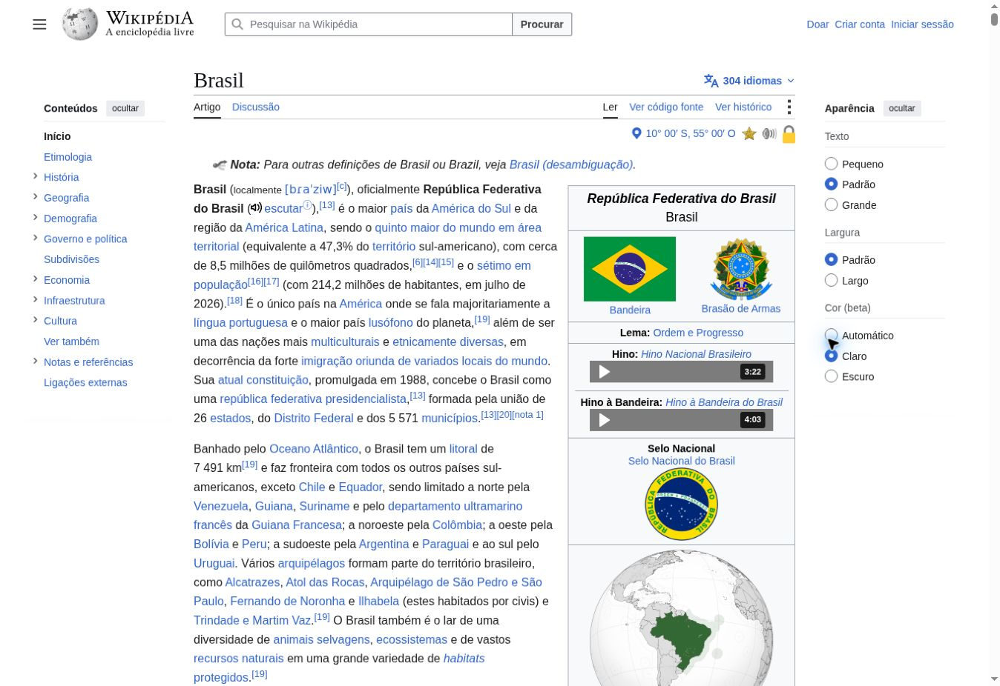 WIKIPÉDIA
A enciclopédia livre
Pesquisar na Wikipédia
Procurar
Doar Criar conta Iniciar sessão
Brasil
304 idiomas
Artigo Discussão
Ler Ver código fonte Ver histórico
10° 00′ S, 55° 00′ O
Conteúdos ocultar
Início
Etimologia
História
Geografia
Demografia
Governo e política
Subdivisões
Economia
Infraestrutura
Cultura
Ver também
Notas e referências
Ligações externas
Nota: Para outras definições de Brasil ou Brazil, veja Brasil (desambiguação).
Brasil (localmente [bɾaˈziw][c]), oficialmente República Federativa
do Brasil (escutarⓘ),[13] é o maior país da América do Sul e da
região da América Latina, sendo o quinto maior do mundo em área
territorial (equivalente a 47,3% do território sul-americano), com cerca
de 8,5 milhões de quilômetros quadrados,[6][14][15] e o sétimo em
população[16][17] (com 214,2 milhões de habitantes, em julho de
2026).[18] É o único país na América onde se fala majoritariamente a
língua portuguesa e o maior país lusófono do planeta,[19] além de ser
uma das nações mais multiculturais e etnicamente diversas, em
decorrência da forte imigração oriunda de variados locais do mundo.
Sua atual constituição, promulgada em 1988, concebe o Brasil como
uma república federativa presidencialista,[13] formada pela união de
26 estados, do Distrito Federal e dos 5 571 municípios.[13][20][nota 1]
Banhado pelo Oceano Atlântico, o Brasil tem um litoral de
7 491 km[19] e faz fronteira com todos os outros países sul-
americanos, exceto Chile e Equador, sendo limitado a norte pela
Venezuela, Guiana, Suriname e pelo departamento ultramarino
francês da Guiana Francesa; a noroeste pela Colômbia; a oeste pela
Bolívia e Peru; a sudoeste pela Argentina e Paraguai e ao sul pelo
Uruguai. Vários arquipélagos formam parte do território brasileiro,
como Alcatrazes, Atol das Rocas, Arquipélago de São Pedro e São
Paulo, Fernando de Noronha e Ilhabela (estes habitados por civis) e
Trindade e Martim Vaz.[19] O Brasil também é o lar de uma
diversidade de animais selvagens, ecossistemas e de vastos
recursos naturais em uma grande variedade de habitats
protegidos.[19]
República Federativa do Brasil
Brasil
Bandeira
Brasão de Armas
Lema: Ordem e Progresso
Hino: Hino Nacional Brasileiro
3:22
Hino à Bandeira: Hino à Bandeira do Brasil
4:03
Selo Nacional
Selo Nacional do Brasil
REPÚBLICA FEDERATIVA DO BRASIL
ORDEM E PROGRESSO
Aparência ocultar
Texto
Pequeno
Padrão
Grande
Largura
Padrão
Largo
Cor (beta)
Automático
Claro
Escuro